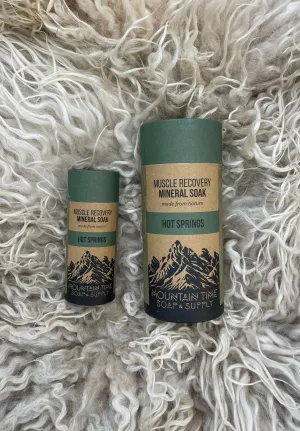 MUSCLE RECOVERY
MINERAL SOAK
made from nature
HOT SPRINGS
MOUNTAIN TIME
SOAP & SUPPLY
MUSCLE RECOVERY
MINERAL SOAK
made from nature
HOT SPRINGS
MOUNTAIN TIME
SOAP & SUPPLY